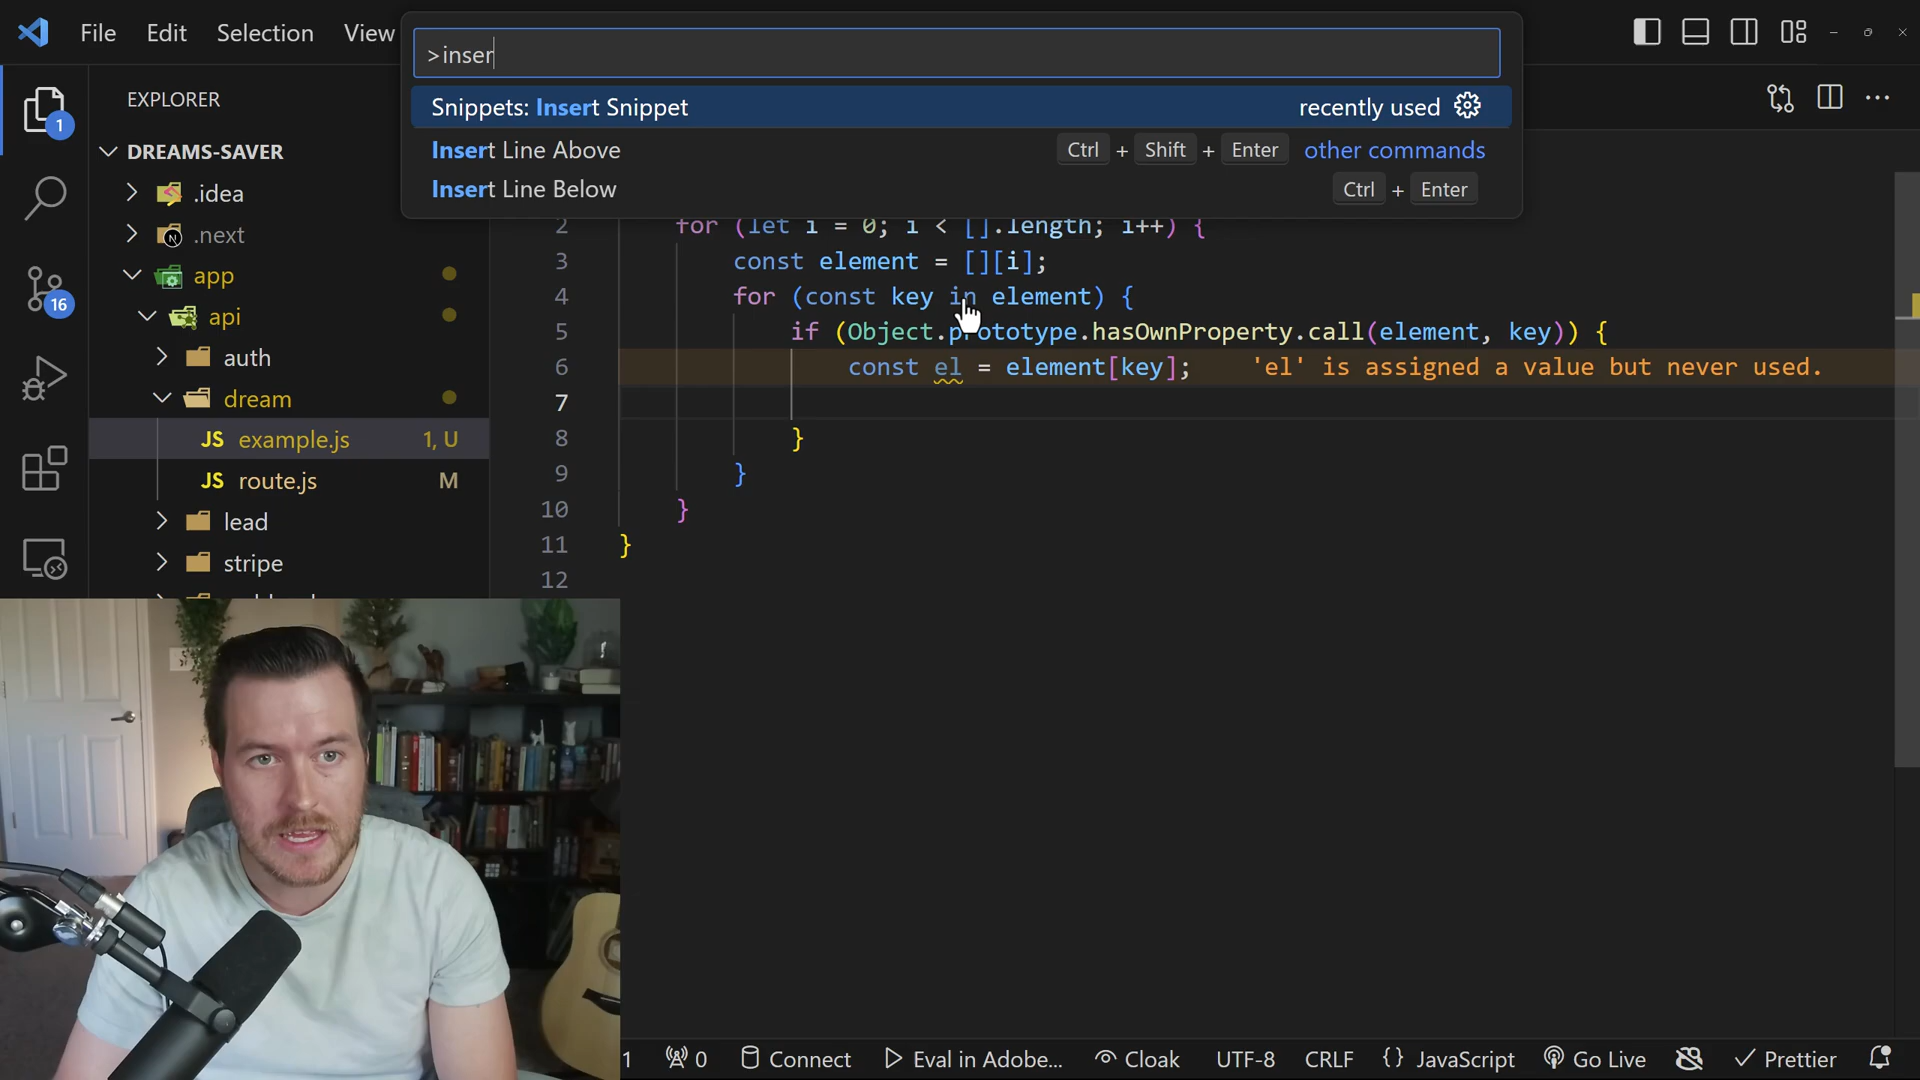 File Edit Selection View
>inser
Snippets: Insert Snippet recently used
Insert Line Above Ctrl + Shift + Enter other commands
Insert Line Below Ctrl + Enter
EXPLORER
1
DREAMS-SAVER
.idea
.next
app
16
api
auth
dream
JS example.js 1, U
JS route.js M
lead
stripe
2 for (let i = 0; i < [].length; i++) {
3 const element = [][i];
4 for (const key in element) {
5 if (Object.prototype.hasOwnProperty.call(element, key)) {
6 const el = element[key]; 'el' is assigned a value but never used.
7
8 }
9 }
10 }
11 }
12
1 0 Connect Eval in Adobe... Cloak UTF-8 CRLF {} JavaScript Go Live Prettier